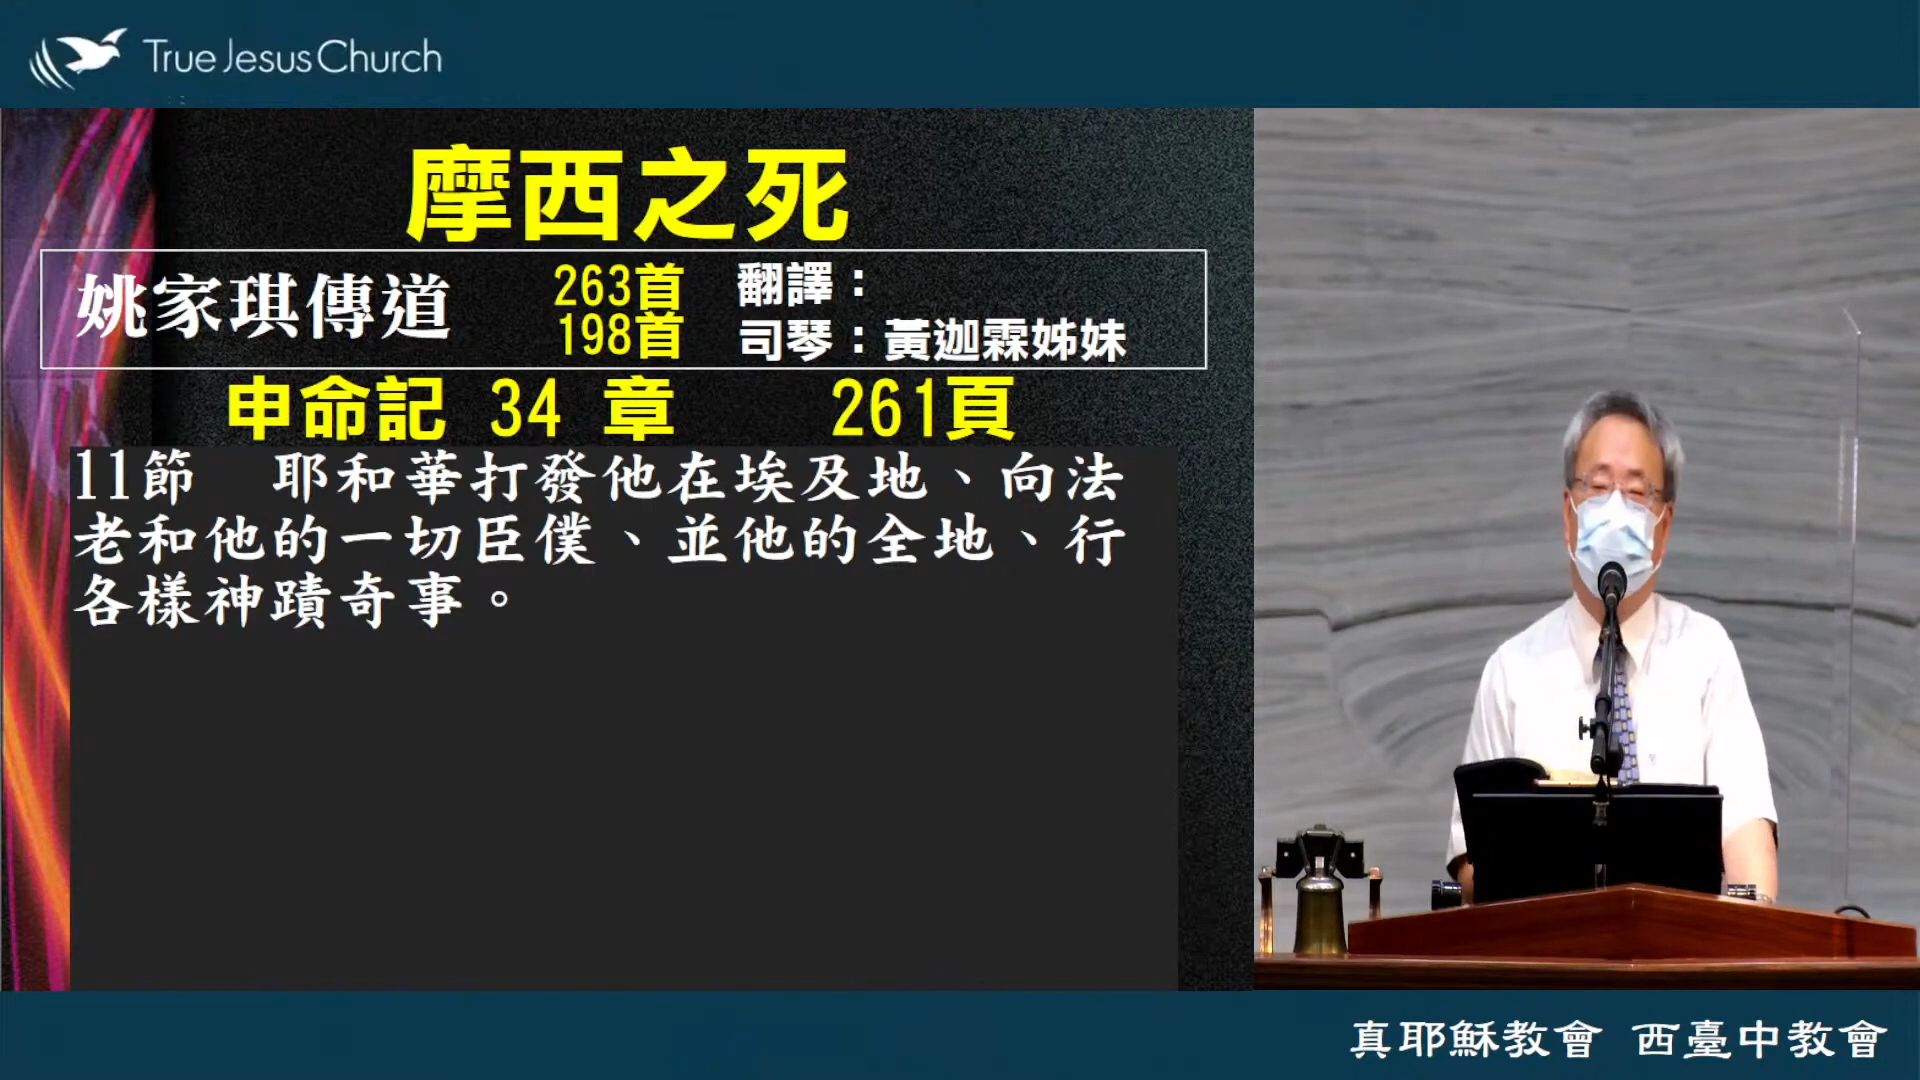 True Jesus Church
摩西之死
姚家琪傳道
263首
198首
翻譯：
司琴：黃迦霖姊妹
申命記 34 章 261頁
11節 耶和華打發他在埃及地、向法
老和他的一切臣僕、並他的全地、行
各樣神蹟奇事。
真耶穌教會 西臺中教會